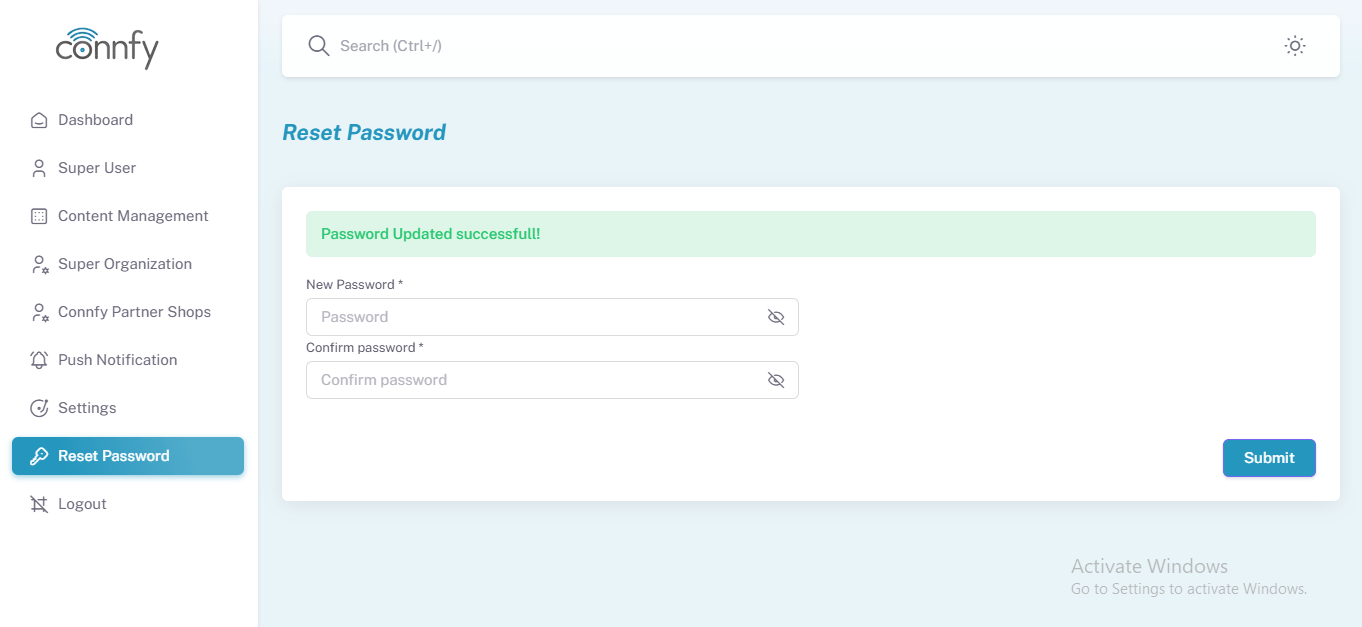 connfy
Search (Ctrl+/)
Dashboard
Super User
Content Management
Super Organization
Connfy Partner Shops
Push Notification
Settings
Reset Password
Logout
Reset Password
Password Updated successfull!
New Password *
Password
Confirm password *
Confirm password
Submit
Activate Windows
Go to Settings to activate Windows.